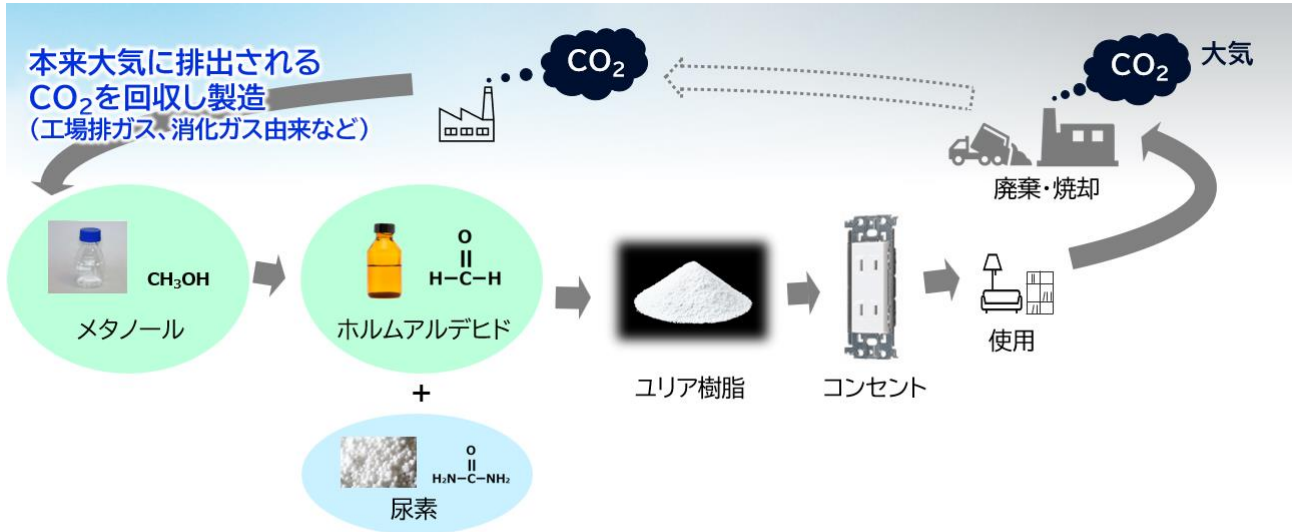 本来大気に排出される
CO₂を回収し製造
（工場排ガス、消化ガス由来など）
CO₂
CO₂
大気
廃棄・焼却
CH₃OH
メタノール
O
H-C-H
ホルムアルデヒド
+
O
H₂N-C-NH₂
尿素
ユリア樹脂
コンセント
使用